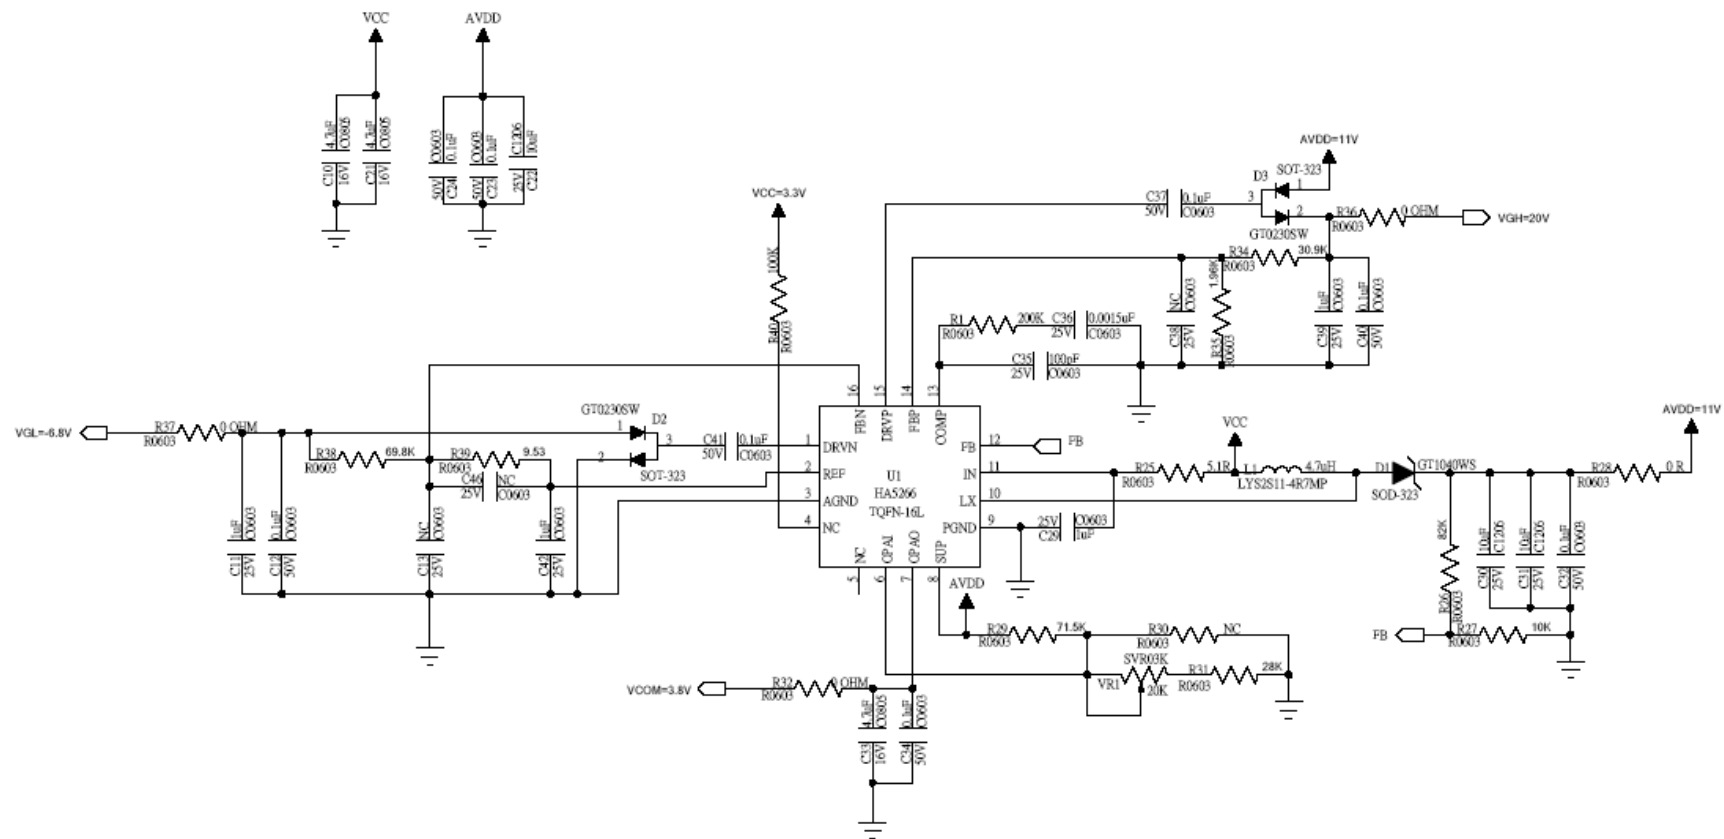 VCC
AVDD
4.7uF
C0805
C10
16V
4.7uF
C0805
C21
16V
C0603
0.1uF
50V
C24
C0603
0.1uF
50V
C23
C1206
10uF
25V
C22
VCC=3.3V
100K
R40
R0603
C37
50V
0.1uF
C0603
D3
SOT-323
AVDD=11V
1
3
2
GT0230SW
R36
R0603
0 OHM
VGH=20V
R34
R0603
30.9K
NC
C0603
C38
25V
1.96K
R35
R0603
1uF
C0603
C39
25V
0.1uF
C0603
C40
50V
R1
R0603
200K
C36
25V
0.0015uF
C0603
C35
25V
100pF
C0603
VGL=-6.8V
R37
R0603
0 OHM
GT0230SW
D2
1
2
3
SOT-323
C41
50V
0.1uF
C0603
R38
R0603
69.8K
R39
R0603
9.53
C46
25V
NC
C0603
1uF
C0603
C11
25V
0.1uF
C0603
C12
50V
NC
C0603
C13
25V
1uF
C0603
C42
25V
16
15
14
13
FBN
DRVP
FBP
COMP
1
DRVN
2
REF
3
AGND
4
NC
U1
HA5266
TQFN-16L
FB
12
IN
11
LX
10
PGND
9
NC
OPAI
OPAO
SUP
5
6
7
8
FB
R25
R0603
5.1R
VCC
L1
4.7uH
LYS2S11-4R7MP
D1
GT1040WS
SOD-323
R28
R0603
0 R
AVDD=11V
25V
C29
C0603
1uF
82K
R26
R0603
10uF
C1206
C30
25V
10uF
C1206
C31
25V
0.1uF
C0603
C32
50V
FB
R27
R0603
10K
AVDD
R29
R0603
71.5K
R30
R0603
NC
SVR03K
VR1
20K
R31
R0603
28K
VCOM=3.8V
R32
R0603
0 OHM
4.7uF
C0805
C33
16V
0.1uF
C0603
C34
50V